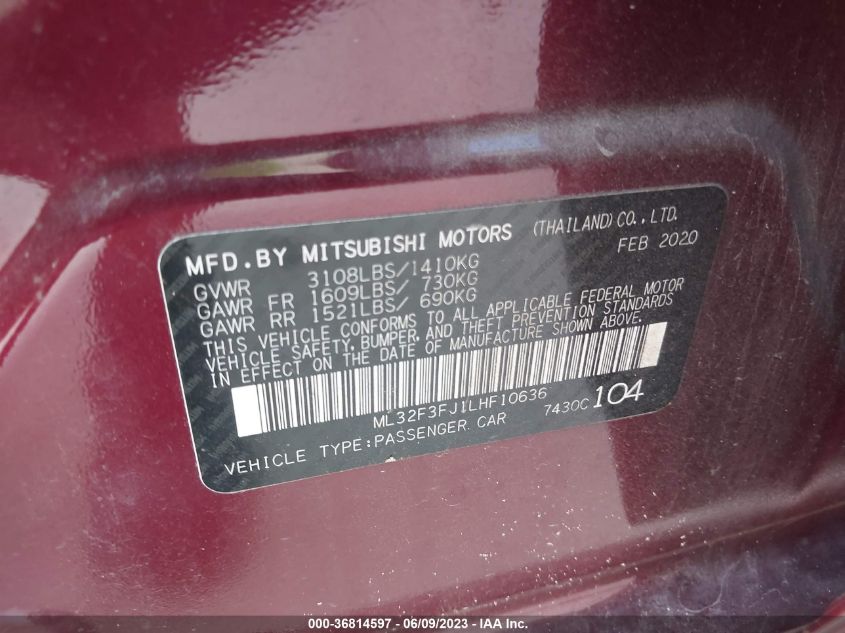 MFD.BY MITSUBISHI MOTORS (THAILAND) CO., LTD.
FEB 2020
GVWR 3108LBS/1410KG
GAWR FR 1609LBS/ 730KG
GAWR RR 1521LBS/ 690KG
THIS VEHICLE CONFORMS TO ALL APPLICABLE FEDERAL MOTOR
VEHICLE SAFETY, BUMPER, AND THEFT PREVENTION STANDARDS
IN EFFECT ON THE DATE OF MANUFACTURE SHOWN ABOVE.
ML32F3FJ1LHF10636
7430C 104
VEHICLE TYPE:PASSENGER CAR
000-36814597 - 06/09/2023 - IAA Inc.